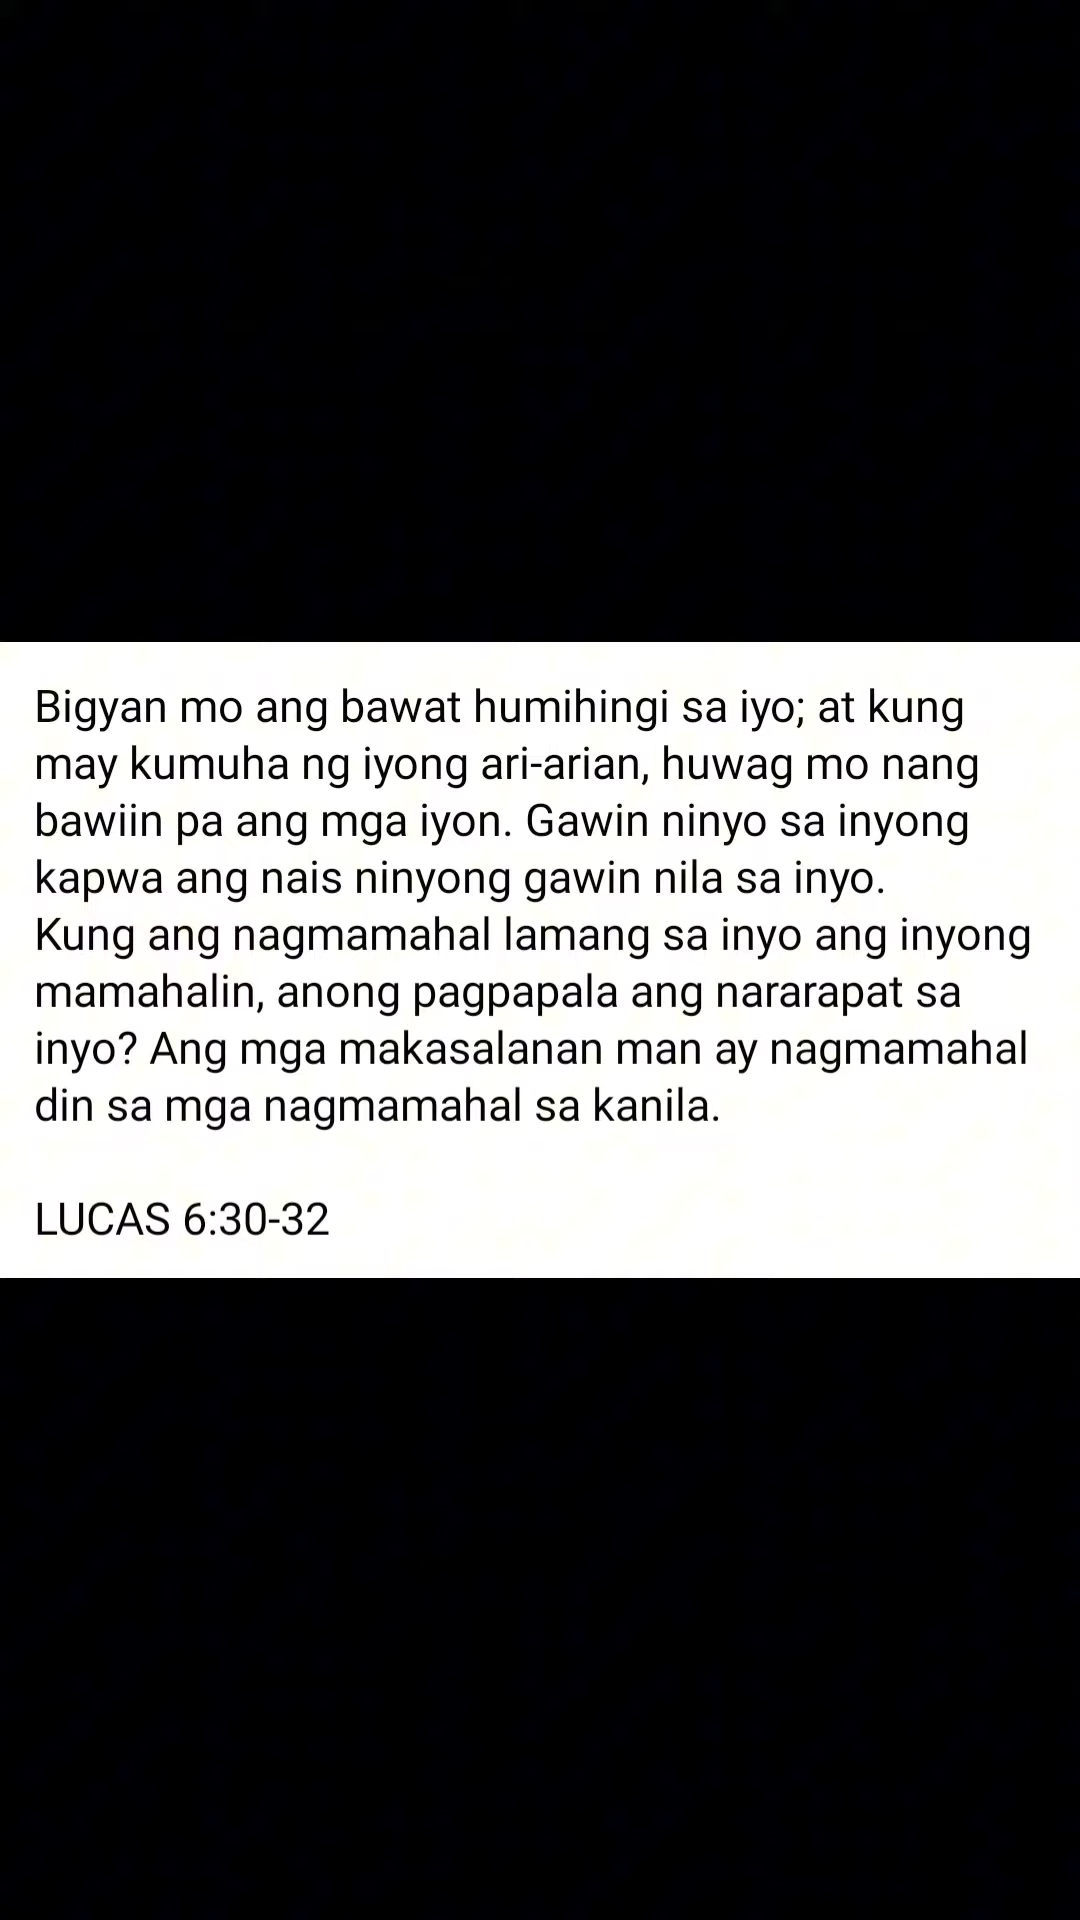 Bigyan mo ang bawat humihingi sa iyo; at kung
may kumuha ng iyong ari-arian, huwag mo nang
bawiin pa ang mga iyon. Gawin ninyo sa inyong
kapwa ang nais ninyong gawin nila sa inyo.
Kung ang nagmamahal lamang sa inyo ang inyong
mamahalin, anong pagpapala ang nararapat sa
inyo? Ang mga makasalanan man ay nagmamahal
din sa mga nagmamahal sa kanila.
LUCAS 6:30-32